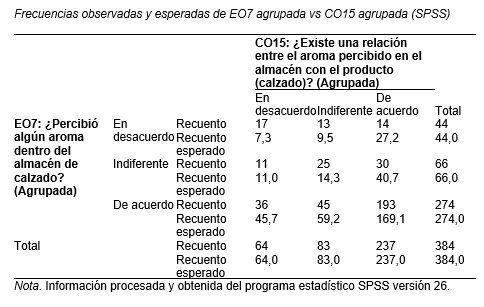 Frecuencias observadas y esperadas de EO7 agrupada vs CO15 agrupada (SPSS)
CO15: ¿Existe una relación
entre el aroma percibido en el
almacén con el producto
(calzado)? (Agrupada)
En desacuerdo Indiferente De acuerdo Total
EO7: ¿Percibió algún aroma dentro del almacén de calzado? (Agrupada)
En desacuerdo Recuento 17 13 14 44
Recuento esperado 7,3 9,5 27,2 44,0
Indiferente Recuento 11 25 30 66
Recuento esperado 11,0 14,3 40,7 66,0
De acuerdo Recuento 36 45 193 274
Recuento esperado 45,7 59,2 169,1 274,0
Total Recuento 64 83 237 384
Recuento esperado 64,0 83,0 237,0 384,0
Nota. Información procesada y obtenida del programa estadístico SPSS versión 26.